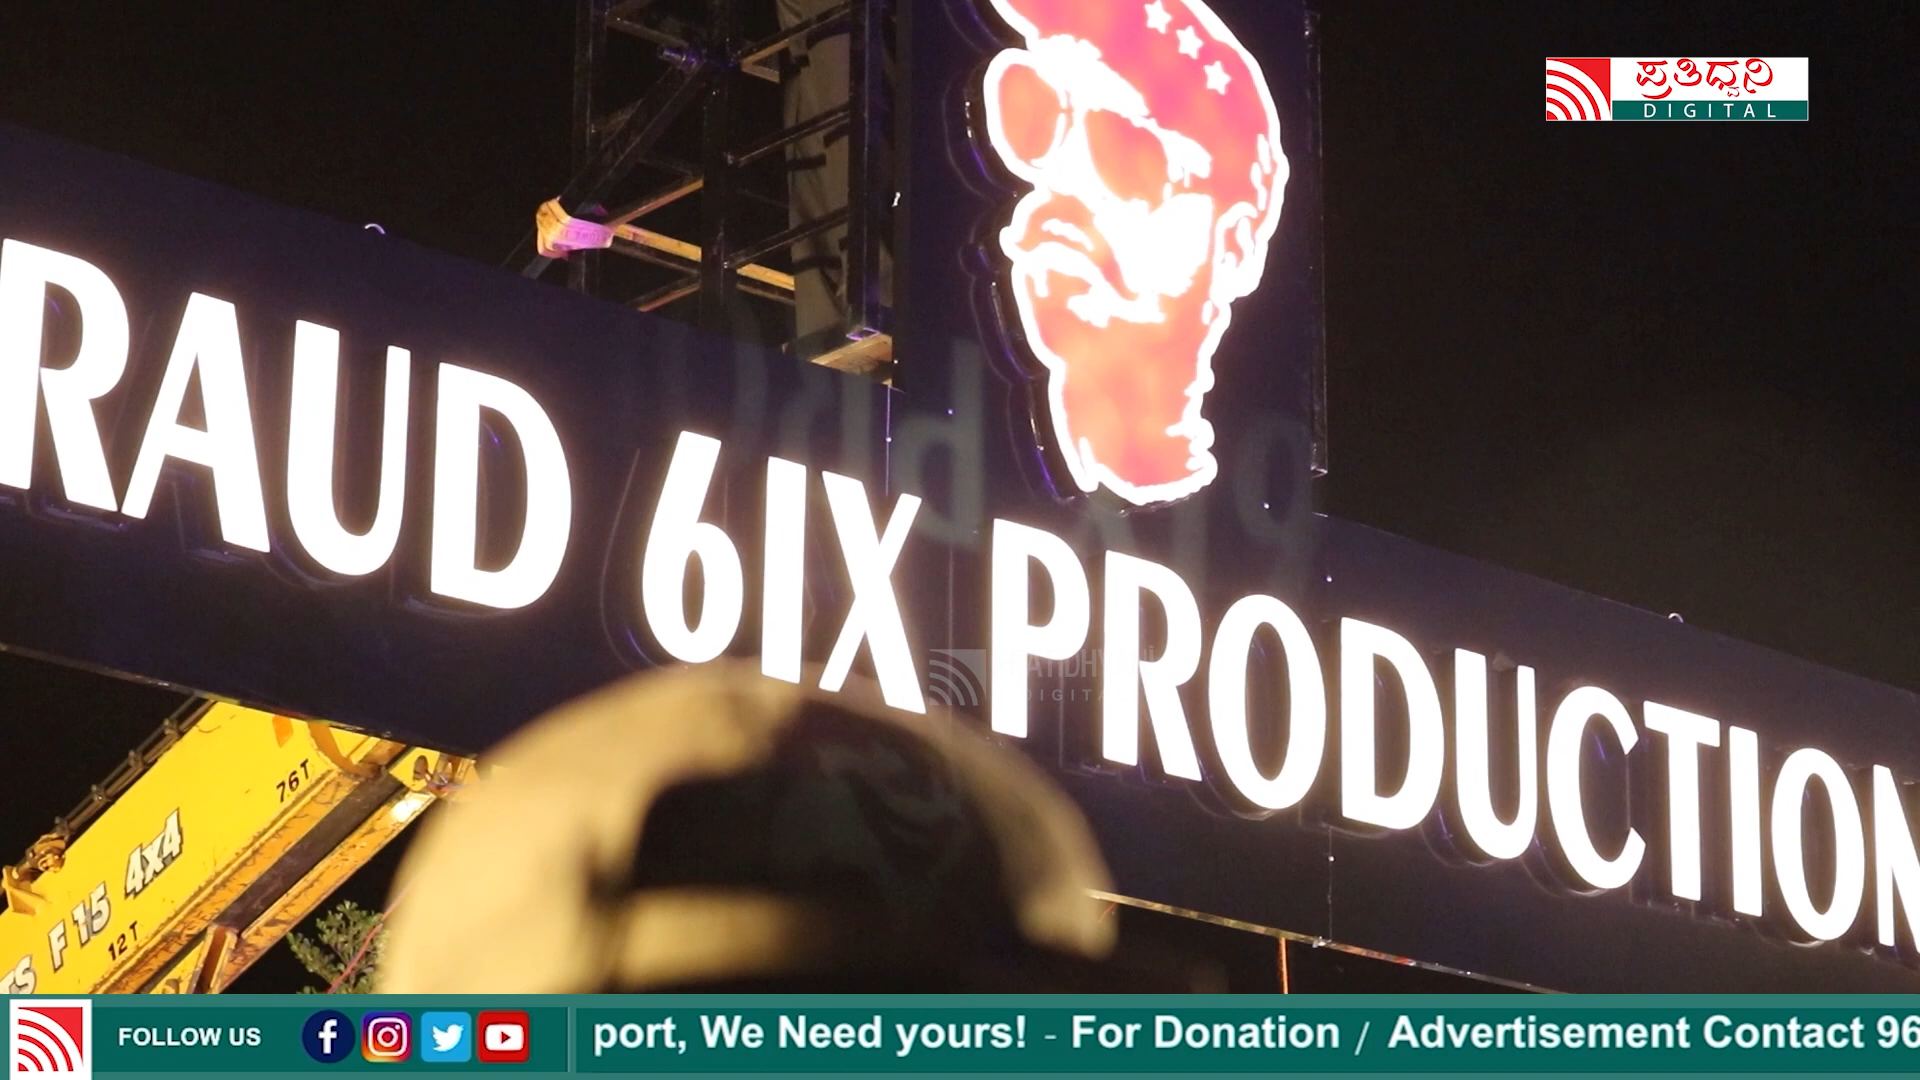 ಪ್ರತಿಧ್ವನಿ
DIGITAL
RAUD 6IX PRODUCTION
76T
F15 4x4
12T
FOLLOW US
port, We Need yours! - For Donation / Advertisement Contact 96